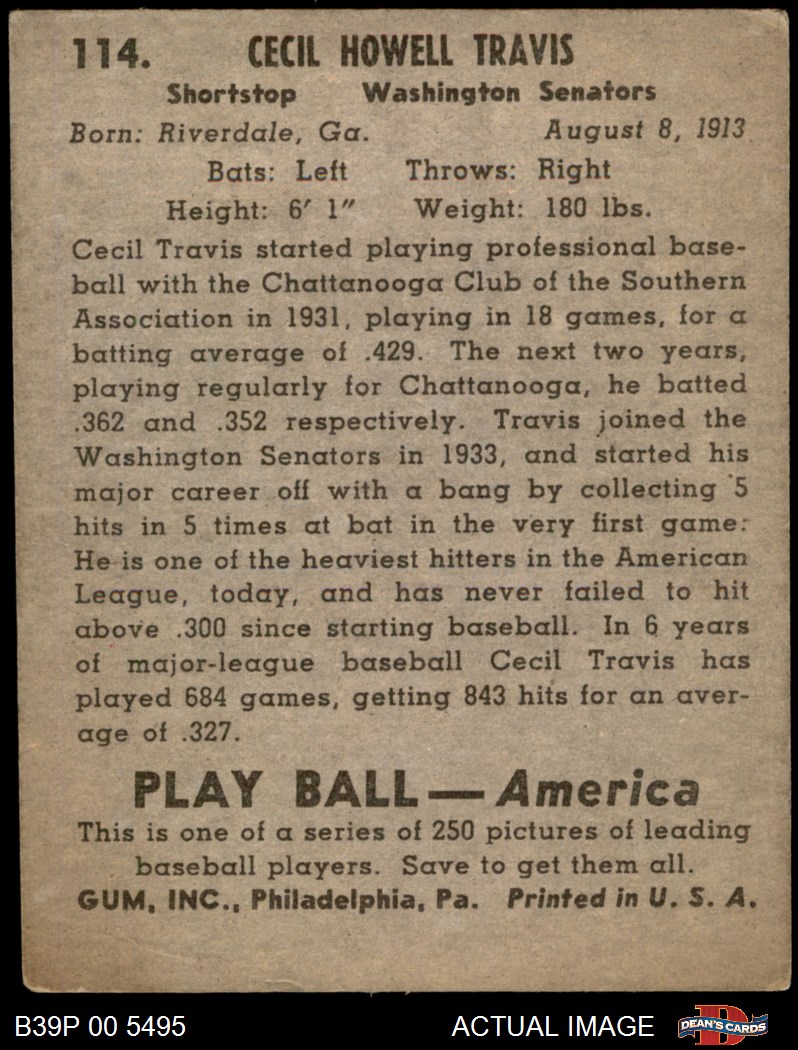 114. CECIL HOWELL TRAVIS
Shortstop Washington Senators
Born: Riverdale, Ga. August 8, 1913
Bats: Left Throws: Right
Height: 6′ 1″ Weight: 180 lbs.
Cecil Travis started playing professional base-
ball with the Chattanooga Club of the Southern
Association in 1931, playing in 18 games, for a
batting average of .429. The next two years,
playing regularly for Chattanooga, he batted
.362 and .352 respectively. Travis joined the
Washington Senators in 1933, and started his
major career off with a bang by collecting 5
hits in 5 times at bat in the very first game.
He is one of the heaviest hitters in the American
League, today, and has never failed to hit
above .300 since starting baseball. In 6 years
of major-league baseball Cecil Travis has
played 684 games, getting 843 hits for an aver-
age of .327.
PLAY BALL — America
This is one of a series of 250 pictures of leading
baseball players. Save to get them all.
GUM, INC., Philadelphia, Pa. Printed in U. S. A.
B39P 00 5495 ACTUAL IMAGE D DEAN'S CARDS